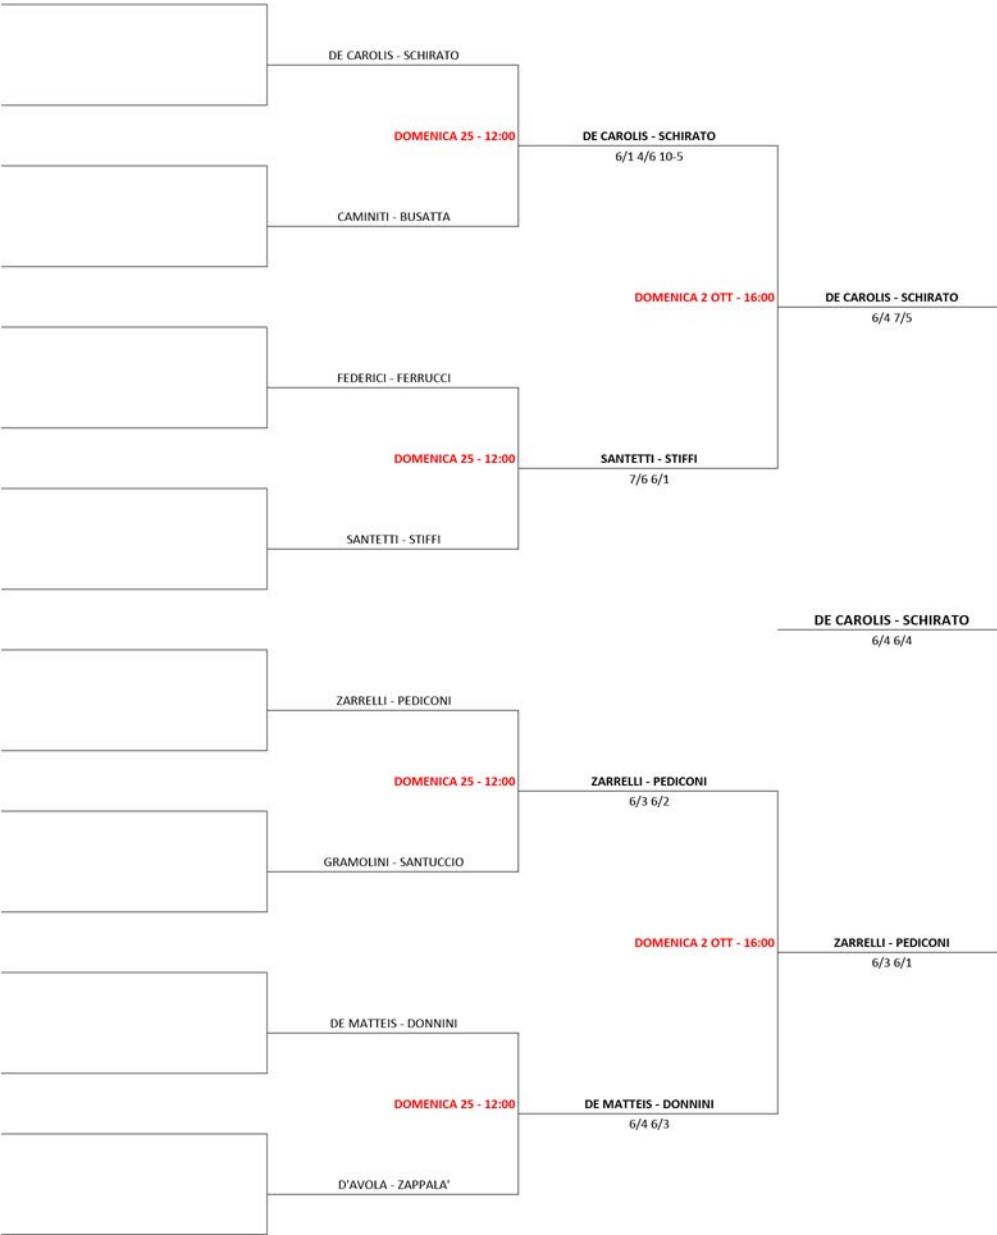 DE CAROLIS - SCHIRATO
DOMENICA 25 - 12:00
DE CAROLIS - SCHIRATO
6/1 4/6 10-5
CAMINITI - BUSATTA
DOMENICA 2 OTT - 16:00
DE CAROLIS - SCHIRATO
6/4 7/5
FEDERICI - FERRUCCI
DOMENICA 25 - 12:00
SANTETTI - STIFFI
7/6 6/1
SANTETTI - STIFFI
DE CAROLIS - SCHIRATO
6/4 6/4
ZARRELLI - PEDICONI
DOMENICA 25 - 12:00
ZARRELLI - PEDICONI
6/3 6/2
GRAMOLINI - SANTUCCIO
DOMENICA 2 OTT - 16:00
ZARRELLI - PEDICONI
6/3 6/1
DE MATTEIS - DONNINI
DOMENICA 25 - 12:00
DE MATTEIS - DONNINI
6/4 6/3
D'AVOLA - ZAPPALA'